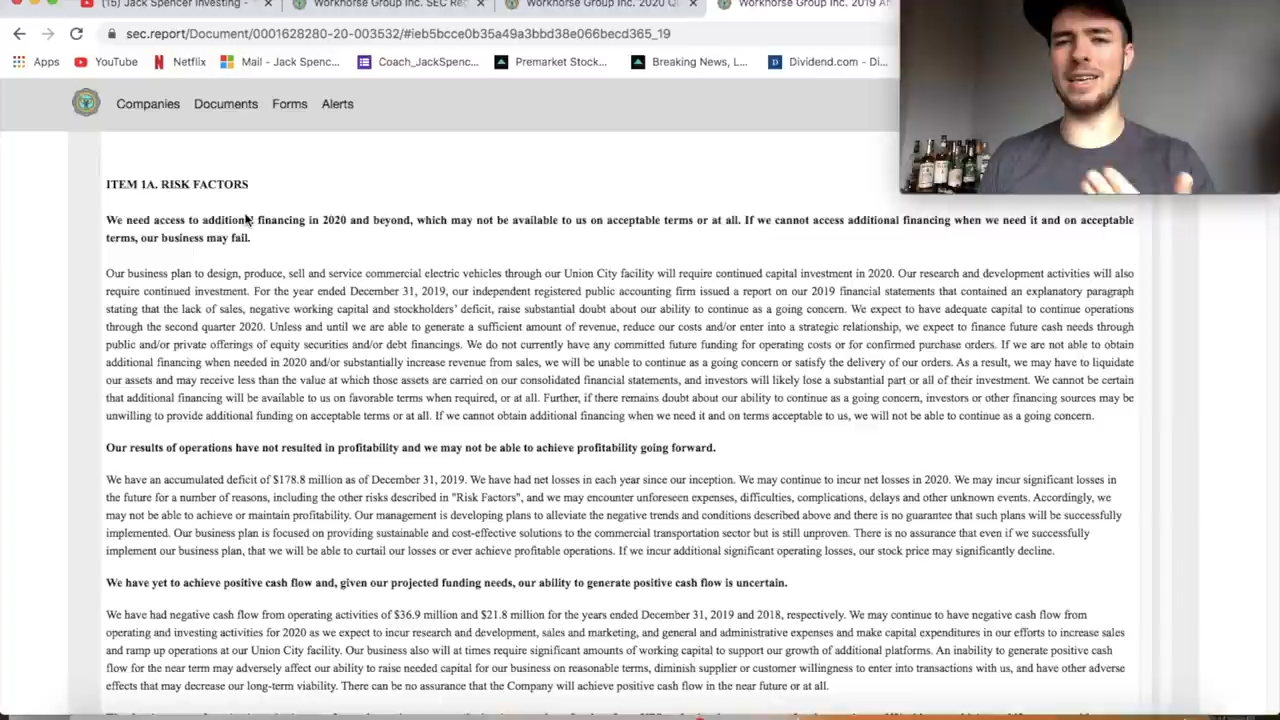 (15) Jack Spencer Investing -
Workhorse Group Inc. SEC Re
Workhorse Group Inc. 2020 Q
Workhorse Group Inc. 2019 A
sec.report/Document/0001628280-20-003532/#ieb5bcce0b35a49a3bbd38e066becd365_19
Apps YouTube Netflix Mail - Jack Spenc... Coach_JackSpenc... Premarket Stock... Breaking News, L... Dividend.com - Di...
Companies Documents Forms Alerts
ITEM 1A. RISK FACTORS
We need access to additional financing in 2020 and beyond, which may not be available to us on acceptable terms or at all. If we cannot access additional financing when we need it and on acceptable
terms, our business may fail.
Our business plan to design, produce, sell and service commercial electric vehicles through our Union City facility will require continued capital investment in 2020. Our research and development activities will also
require continued investment. For the year ended December 31, 2019, our independent registered public accounting firm issued a report on our 2019 financial statements that contained an explanatory paragraph
stating that the lack of sales, negative working capital and stockholders' deficit, raise substantial doubt about our ability to continue as a going concern. We expect to have adequate capital to continue operations
through the second quarter 2020. Unless and until we are able to generate a sufficient amount of revenue, reduce our costs and/or enter into a strategic relationship, we expect to finance future cash needs through
public and/or private offerings of equity securities and/or debt financings. We do not currently have any committed future funding for operating costs or for confirmed purchase orders. If we are not able to obtain
additional financing when needed in 2020 and/or substantially increase revenue from sales, we will be unable to continue as a going concern or satisfy the delivery of our orders. As a result, we may have to liquidate
our assets and may receive less than the value at which those assets are carried on our consolidated financial statements, and investors will likely lose a substantial part or all of their investment. We cannot be certain
that additional financing will be available to us on favorable terms when required, or at all. Further, if there remains doubt about our ability to continue as a going concern, investors or other financing sources may be
unwilling to provide additional funding on acceptable terms or at all. If we cannot obtain additional financing when we need it and on terms acceptable to us, we will not be able to continue as a going concern.
Our results of operations have not resulted in profitability and we may not be able to achieve profitability going forward.
We have an accumulated deficit of $178.8 million as of December 31, 2019. We have had net losses in each year since our inception. We may continue to incur net losses in 2020. We may incur significant losses in
the future for a number of reasons, including the other risks described in "Risk Factors", and we may encounter unforeseen expenses, difficulties, complications, delays and other unknown events. Accordingly, we
may not be able to achieve or maintain profitability. Our management is developing plans to alleviate the negative trends and conditions described above and there is no guarantee that such plans will be successfully
implemented. Our business plan is focused on providing sustainable and cost-effective solutions to the commercial transportation sector but is still unproven. There is no assurance that even if we successfully
implement our business plan, that we will be able to curtail our losses or ever achieve profitable operations. If we incur additional significant operating losses, our stock price may significantly decline.
We have yet to achieve positive cash flow and, given our projected funding needs, our ability to generate positive cash flow is uncertain.
We have had negative cash flow from operating activities of $36.9 million and $21.8 million for the years ended December 31, 2019 and 2018, respectively. We may continue to have negative cash flow from
operating and investing activities for 2020 as we expect to incur research and development, sales and marketing, and general and administrative expenses and make capital expenditures in our efforts to increase sales
and ramp up operations at our Union City facility. Our business also will at times require significant amounts of working capital to support our growth of additional platforms. An inability to generate positive cash
flow for the near term may adversely affect our ability to raise needed capital for our business on reasonable terms, diminish supplier or customer willingness to enter into transactions with us, and have other adverse
effects that may decrease our long-term viability. There can be no assurance that the Company will achieve positive cash flow in the near future or at all.